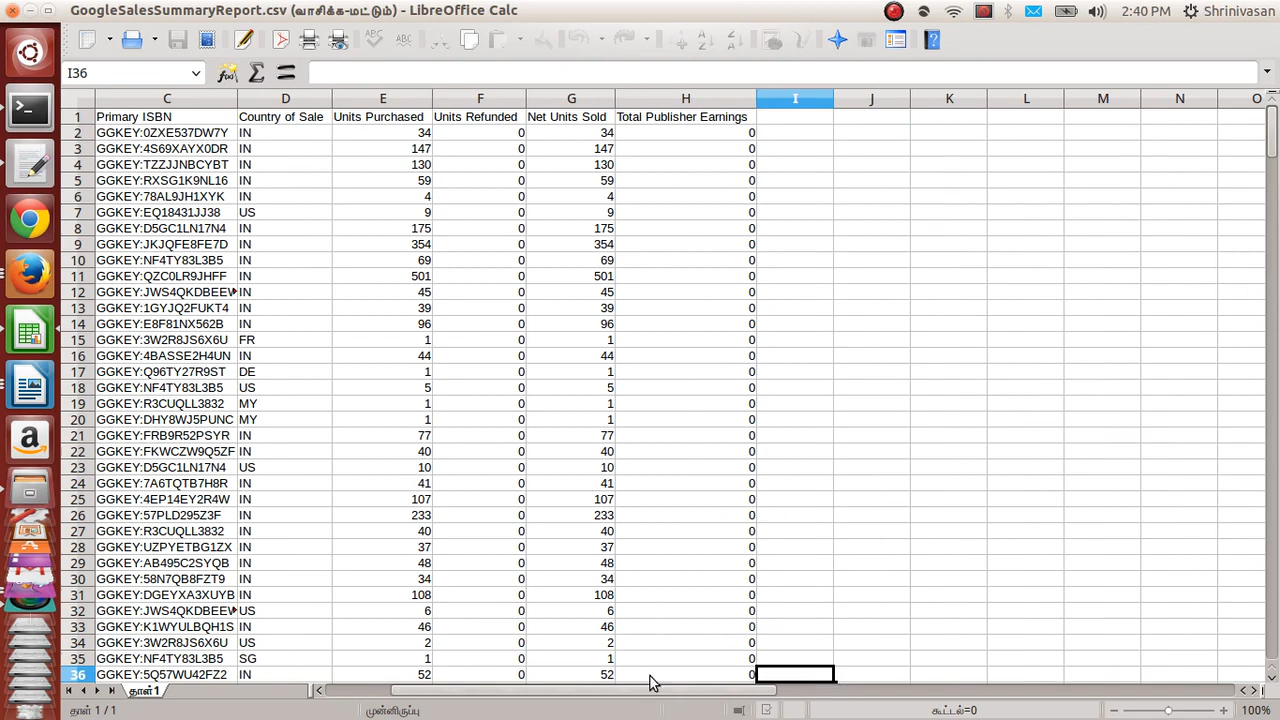 GoogleSalesSummaryReport.csv (வாசிக்க-மட்டும்) - LibreOffice Calc
2:40 PM Shrinivasan
I36
C D E F G H I J K L M N O
1 Primary ISBN Country of Sale Units Purchased Units Refunded Net Units Sold Total Publisher Earnings
2 GGKEY:0ZXE537DW7Y IN 34 0 34 0
3 GGKEY:4S69XAYX0DR IN 147 0 147 0
4 GGKEY:TZZJJNBCYBT IN 130 0 130 0
5 GGKEY:RXSG1K9NL16 IN 59 0 59 0
6 GGKEY:78AL9JH1XYK IN 4 0 4 0
7 GGKEY:EQ18431JJ38 US 9 0 9 0
8 GGKEY:D5GC1LN17N4 IN 175 0 175 0
9 GGKEY:JKJQFE8FE7D IN 354 0 354 0
10 GGKEY:NF4TY83L3B5 IN 69 0 69 0
11 GGKEY:QZC0LR9JHFF IN 501 0 501 0
12 GGKEY:JWS4QKDBEEV IN 45 0 45 0
13 GGKEY:1GYJQ2FUKT4 IN 39 0 39 0
14 GGKEY:E8F81NX562B IN 96 0 96 0
15 GGKEY:3W2R8JS6X6U FR 1 0 1 0
16 GGKEY:4BASSE2H4UN IN 44 0 44 0
17 GGKEY:Q96TY27R9ST DE 1 0 1 0
18 GGKEY:NF4TY83L3B5 US 5 0 5 0
19 GGKEY:R3CUQLL3832 MY 1 0 1 0
20 GGKEY:DHY8WJ5PUNC MY 1 0 1 0
21 GGKEY:FRB9R52PSYR IN 77 0 77 0
22 GGKEY:FKWCZW9Q5ZF IN 40 0 40 0
23 GGKEY:D5GC1LN17N4 US 10 0 10 0
24 GGKEY:7A6TQTB7H8R IN 41 0 41 0
25 GGKEY:4EP14EY2R4W IN 107 0 107 0
26 GGKEY:57PLD295Z3F IN 233 0 233 0
27 GGKEY:R3CUQLL3832 IN 40 0 40 0
28 GGKEY:UZPYETBG1ZX IN 37 0 37 0
29 GGKEY:AB495C2SYQB IN 48 0 48 0
30 GGKEY:58N7QB8FZT9 IN 34 0 34 0
31 GGKEY:DGEYXA3XUYB IN 108 0 108 0
32 GGKEY:JWS4QKDBEEV US 6 0 6 0
33 GGKEY:K1WYULBQH1S IN 46 0 46 0
34 GGKEY:3W2R8JS6X6U US 2 0 2 0
35 GGKEY:NF4TY83L3B5 SG 1 0 1 0
36 GGKEY:5Q57WU42FZ2 IN 52 0 52 0
தாள்1
தாள் 1 / 1 முன்னிருப்பு கூட்டல்=0 100%